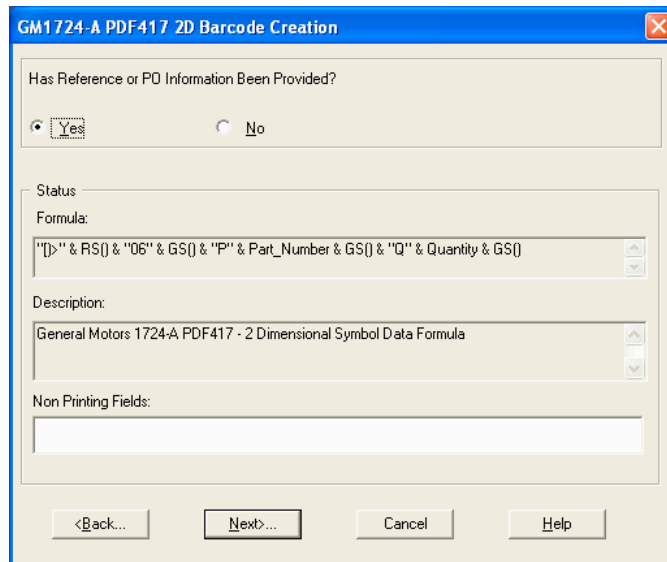 GM1724-A PDF417 2D Barcode Creation
Has Reference or PO Information Been Provided?
Yes No
Status
Formula:
"[)>" & RS() & "06" & GS() & "P" & Part_Number & GS() & "Q" & Quantity & GS()
Description:
General Motors 1724-A PDF417 - 2 Dimensional Symbol Data Formula
Non Printing Fields:
<Back... Next>... Cancel Help